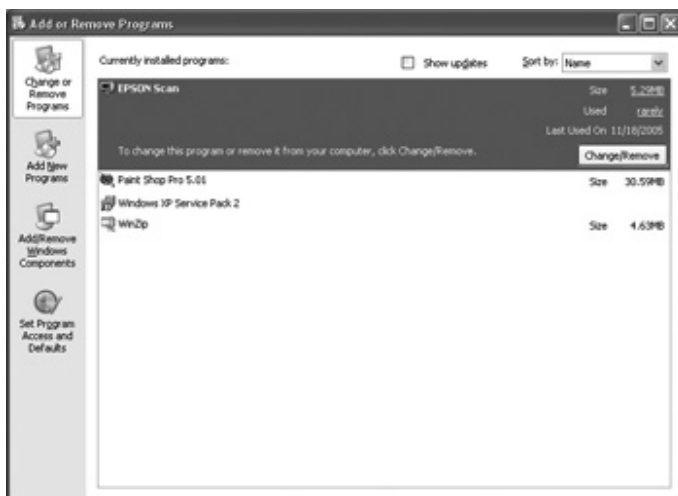 Add or Remove Programs
Change or
Remove
Programs
Add New
Programs
Add/Remove
Windows
Components
Set Program
Access and
Defaults
Currently installed programs:
Show updates
Sort by: Name
EPSON Scan
Size 5.29MB
Used rarely
Last Used On 11/18/2005
To change this program or remove it from your computer, click Change/Remove.
Change/Remove
Paint Shop Pro 5.01
Size 30.59MB
Windows XP Service Pack 2
WinZip
Size 4.63MB